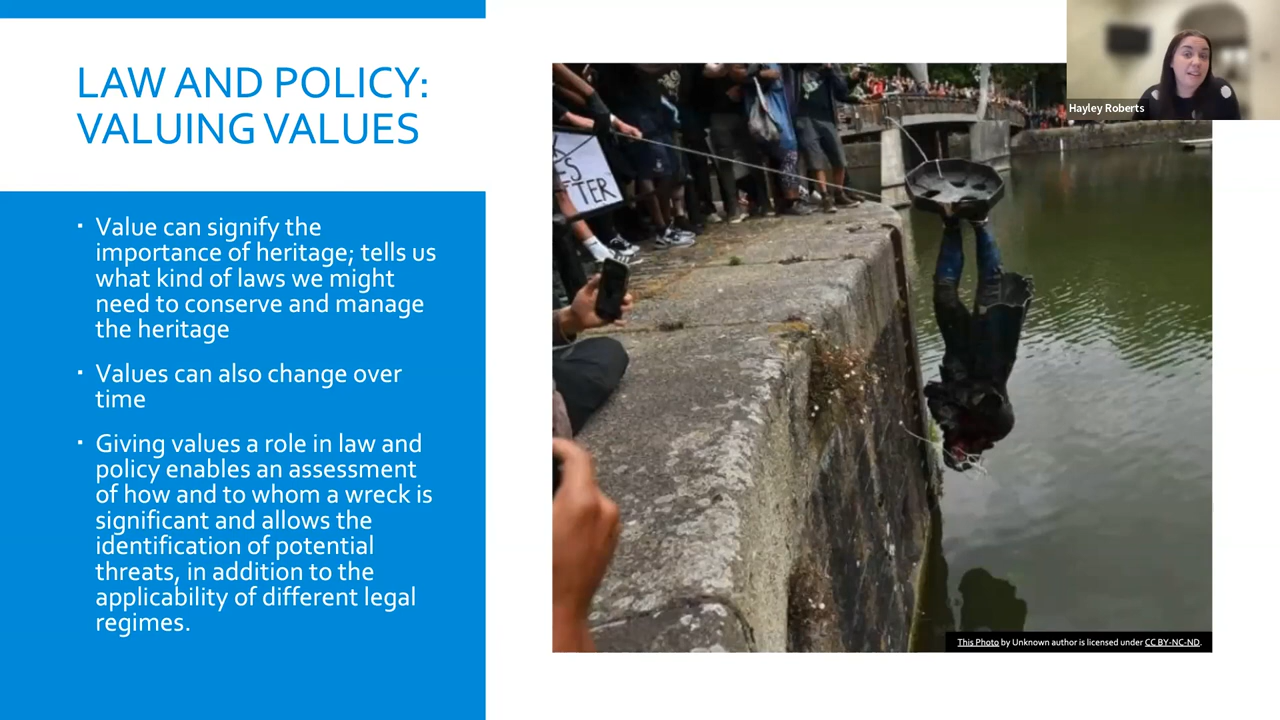 LAW AND POLICY:
VALUING VALUES
Value can signify the
importance of heritage; tells us
what kind of laws we might
need to conserve and manage
the heritage
Values can also change over
time
Giving values a role in law and
policy enables an assessment
of how and to whom a wreck is
significant and allows the
identification of potential
threats, in addition to the
applicability of different legal
regimes.
Hayley Roberts
This Photo by Unknown author is licensed under CC BY-NC-ND.